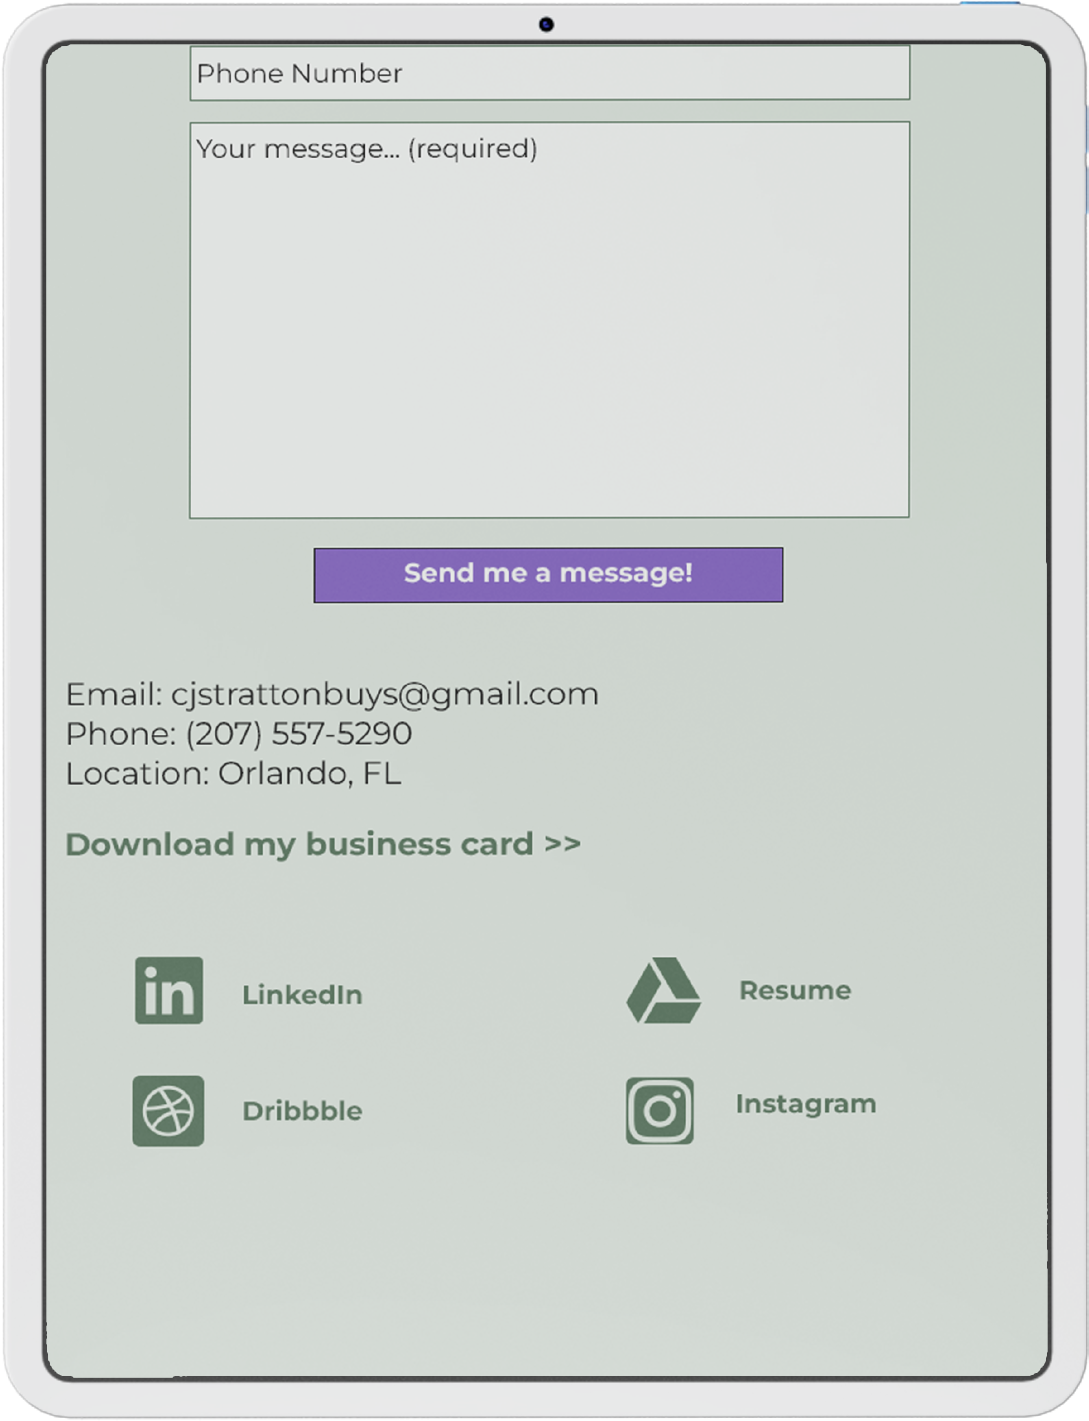 Phone Number
Your message... (required)
Send me a message!
Email: cjstrattonbuys@gmail.com
Phone: (207) 557-5290
Location: Orlando, FL
Download my business card >>
in LinkedIn
Resume
Dribbble
Instagram